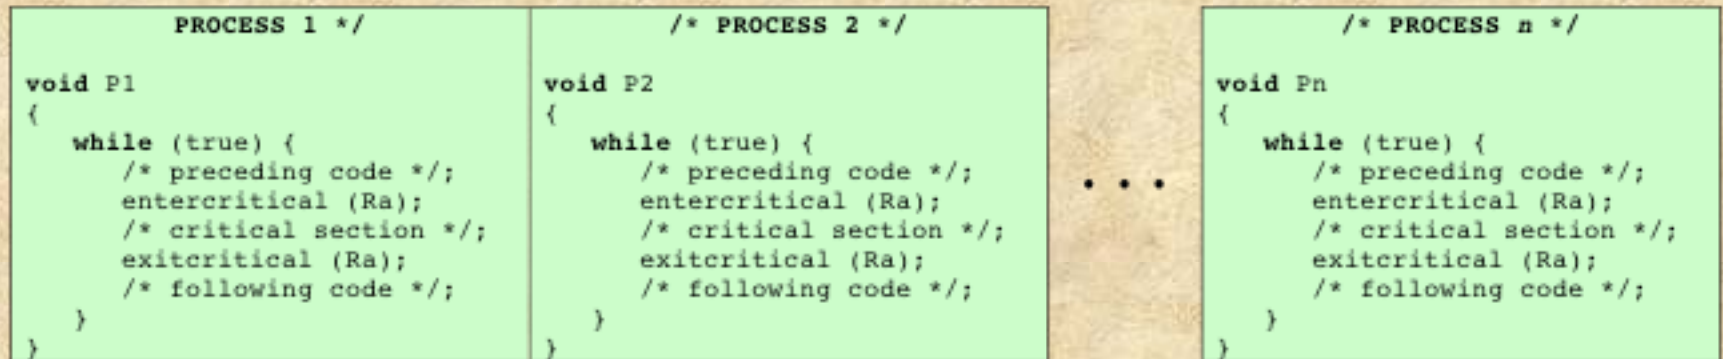 PROCESS 1 */
void P1
{
while (true) {
/* preceding code */;
entercritical (Ra);
/* critical section */;
exitcritical (Ra);
/* following code */;
}
}
/* PROCESS 2 */
void P2
{
while (true) {
/* preceding code */;
entercritical (Ra);
/* critical section */;
exitcritical (Ra);
/* following code */;
}
}
• • •
/* PROCESS n */
void Pn
{
while (true) {
/* preceding code */;
entercritical (Ra);
/* critical section */;
exitcritical (Ra);
/* following code */;
}
}